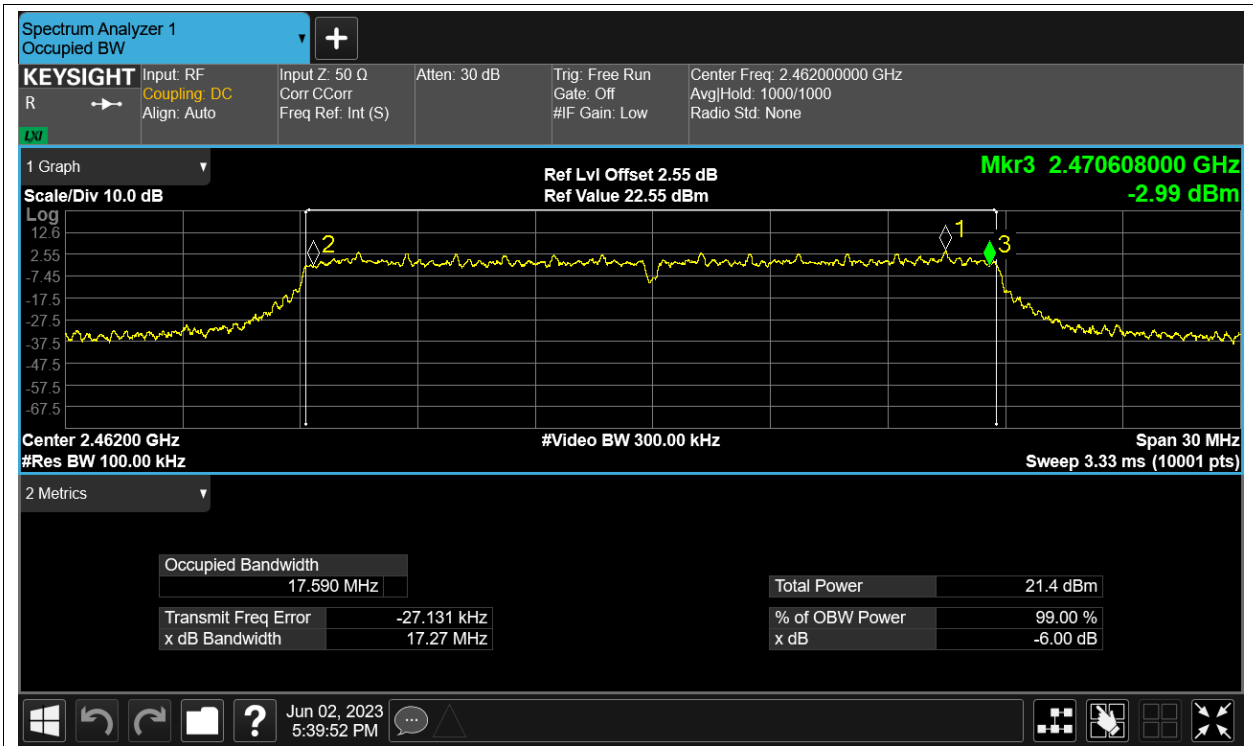 Spectrum Analyzer 1
Occupied BW
KEYSIGHT
R
LXI
Input: RF
Coupling: DC
Align: Auto
Input Z: 50 Ω
Corr CCorr
Freq Ref: Int (S)
Atten: 30 dB
Trig: Free Run
Gate: Off
#IF Gain: Low
Center Freq: 2.462000000 GHz
Avg|Hold: 1000/1000
Radio Std: None
1 Graph
Scale/Div 10.0 dB
Ref Lvl Offset 2.55 dB
Ref Value 22.55 dBm
Mkr3 2.470608000 GHz
-2.99 dBm
Log
12.6
2.55
-7.45
-17.5
-27.5
-37.5
-47.5
-57.5
-67.5
2
1
3
Center 2.46200 GHz
#Video BW 300.00 kHz
Span 30 MHz
#Res BW 100.00 kHz
Sweep 3.33 ms (10001 pts)
2 Metrics
Occupied Bandwidth
17.590 MHz
Transmit Freq Error -27.131 kHz
x dB Bandwidth 17.27 MHz
Total Power 21.4 dBm
% of OBW Power 99.00 %
x dB -6.00 dB
?
Jun 02, 2023
5:39:52 PM